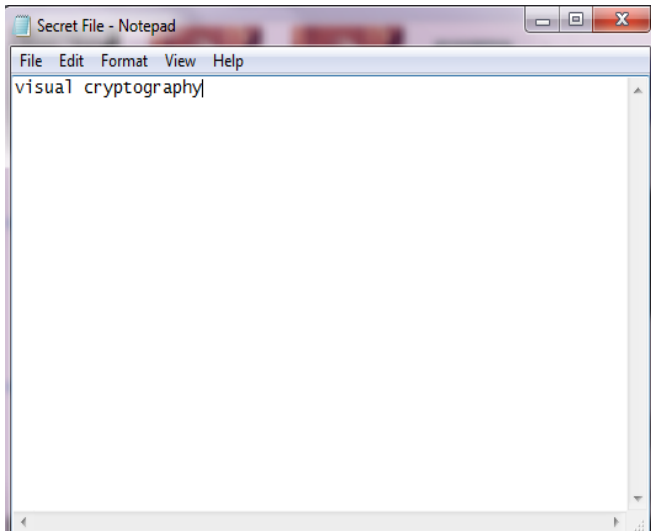 Secret File - Notepad
File Edit Format View Help
visual cryptography